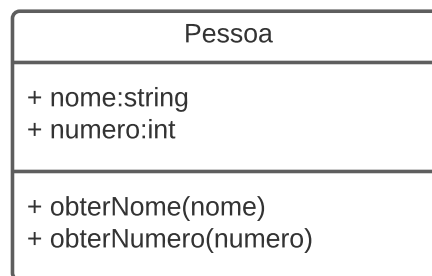 Pessoa
+ nome:string
+ numero:int
+ obterNome(nome)
+ obterNumero(numero)